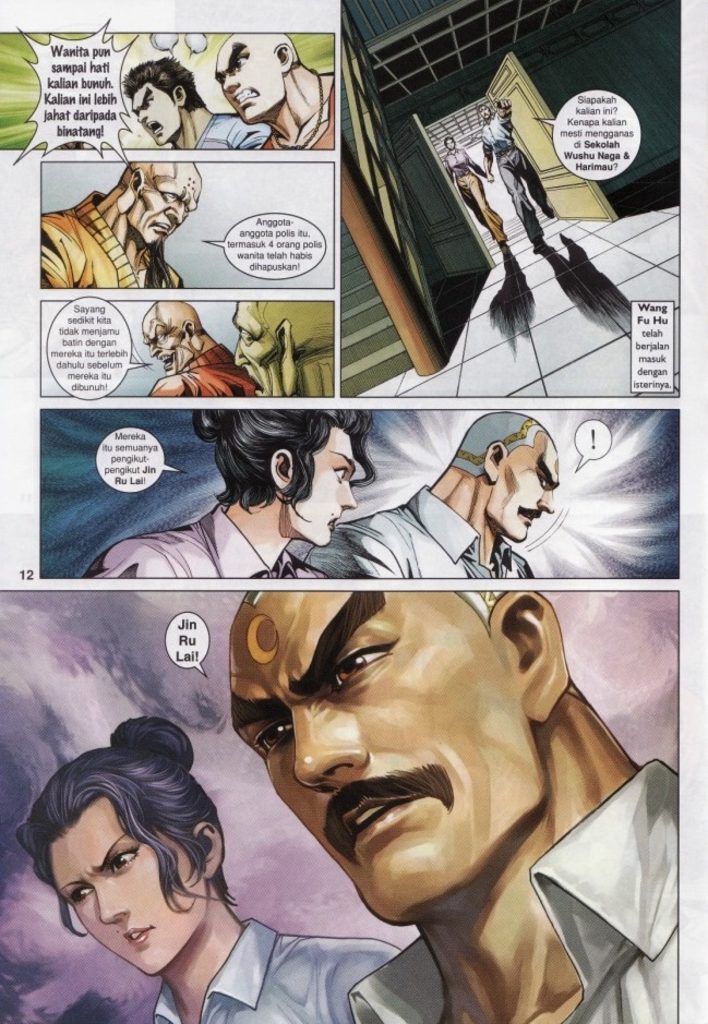 Wanita pun
sampai hati
kalian bunuh.
Kalian ini lebih
jahat daripada
binatang!
Anggota-
anggota polis itu,
termasuk 4 orang polis
wanita telah habis
dihapuskan!
Sayang
sedikit kita
tidak menjamu
batin dengan
mereka itu terlebih
dahulu sebelum
mereka itu
dibunuh!
Siapakah
kalian ini?
Kenapa kalian
mesti mengganas
di Sekolah
Wushu Naga &
Harimau?
Wang
Fu Hu
telah
berjalan
masuk
dengan
isterinya.
Mereka
itu semuanya
pengikut-
pengikut Jin
Ru Lai!
!
12
Jin
Ru
Lai!